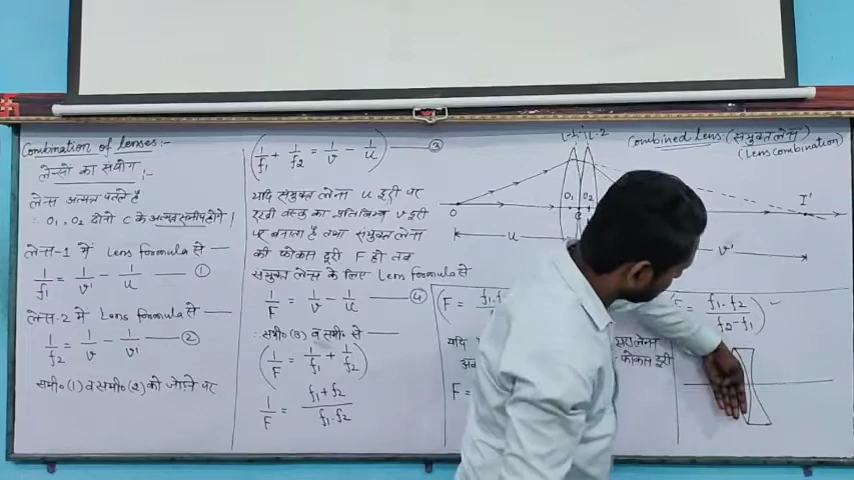 Combination of lenses:-
लेन्सों का संयोग :-
लेंस अत्यन्त पतले है
∴ O₁, O₂ दोनो C के अत्यन्त समीप होंगे।
लेन्स-1 में Lens formula से —
1/f₁ = 1/v' - 1/u —— ①
लेन्स-2 में Lens formula से —
1/f₂ = 1/v - 1/v' —— ②
समी० (1) व समी० (2) को जोड़ने पर
(1/f₁ + 1/f₂ = 1/v - 1/u) —— ③
यदि संयुक्त लेन्स u दूरी पर
रखी वस्तु का प्रतिबिम्ब v दूरी
पर बनाता है तथा संयुक्त लेन्स
की फोकस दूरी F हो तब
संयुक्त लेन्स के लिए Lens formula से
1/F = 1/v - 1/u —— ④
∴ समी० (3) व समी० से —
(1/F = 1/f₁ + 1/f₂)
1/F = f₁+f₂ / f₁.f₂
L-1 L-2
Combined Lens (संयुक्त लेन्स)
(Lens Combination)
O
O₁
C
O₂
I'
u
v'
(F = f₁.f₂
यदि
लेन्स
फोकस दूरी
F =
= f₁.f₂ / f₂-f₁)